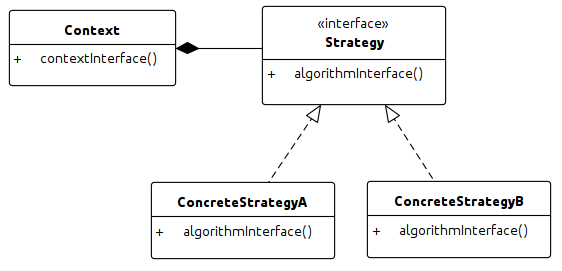 Context
+ contextInterface()
«interface»
Strategy
+ algorithmInterface()
ConcreteStrategyA
+ algorithmInterface()
ConcreteStrategyB
+ algorithmInterface()